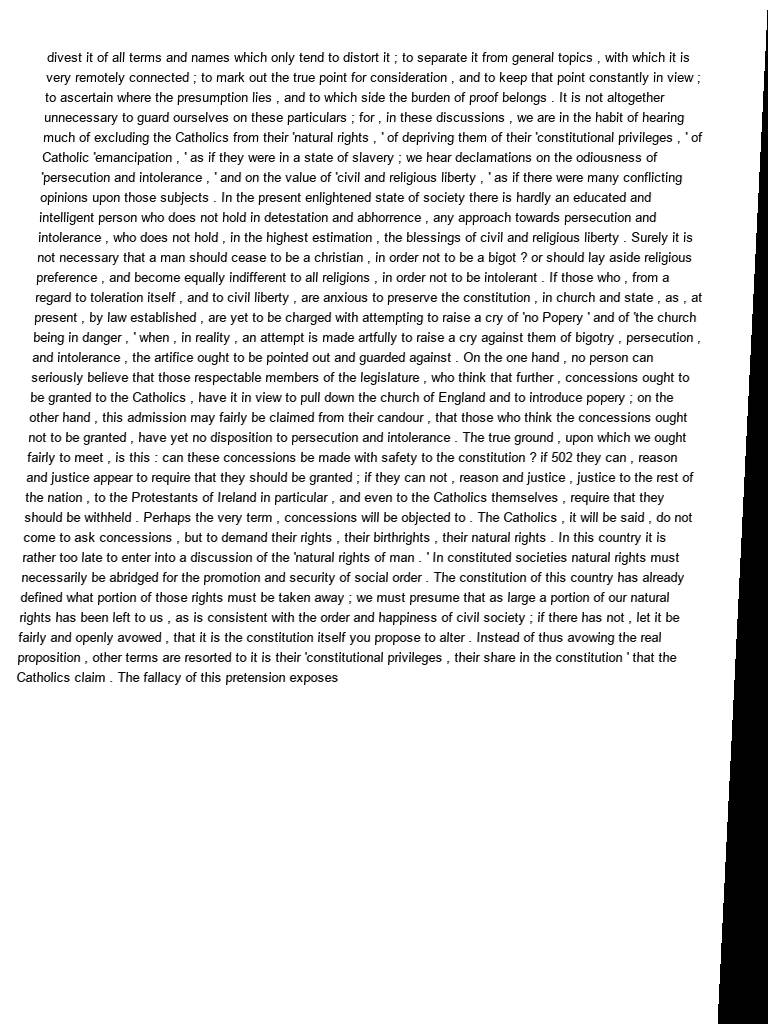 divest it of all terms and names which only tend to distort it ; to separate it from general topics , with which it is
very remotely connected ; to mark out the true point for consideration , and to keep that point constantly in view ;
to ascertain where the presumption lies , and to which side the burden of proof belongs . It is not altogether
unnecessary to guard ourselves on these particulars ; for , in these discussions , we are in the habit of hearing
much of excluding the Catholics from their 'natural rights , ' of depriving them of their 'constitutional privileges , ' of
Catholic 'emancipation , ' as if they were in a state of slavery ; we hear declamations on the odiousness of
'persecution and intolerance , ' and on the value of 'civil and religious liberty , ' as if there were many conflicting
opinions upon those subjects . In the present enlightened state of society there is hardly an educated and
intelligent person who does not hold in detestation and abhorrence , any approach towards persecution and
intolerance , who does not hold , in the highest estimation , the blessings of civil and religious liberty . Surely it is
not necessary that a man should cease to be a christian , in order not to be a bigot ? or should lay aside religious
preference , and become equally indifferent to all religions , in order not to be intolerant . If those who , from a
regard to toleration itself , and to civil liberty , are anxious to preserve the constitution , in church and state , as , at
present , by law established , are yet to be charged with attempting to raise a cry of 'no Popery ' and of 'the church
being in danger , ' when , in reality , an attempt is made artfully to raise a cry against them of bigotry , persecution ,
and intolerance , the artifice ought to be pointed out and guarded against . On the one hand , no person can
seriously believe that those respectable members of the legislature , who think that further , concessions ought to
be granted to the Catholics , have it in view to pull down the church of England and to introduce popery ; on the
other hand , this admission may fairly be claimed from their candour , that those who think the concessions ought
not to be granted , have yet no disposition to persecution and intolerance . The true ground , upon which we ought
fairly to meet , is this : can these concessions be made with safety to the constitution ? if 502 they can , reason
and justice appear to require that they should be granted ; if they can not , reason and justice , justice to the rest of
the nation , to the Protestants of Ireland in particular , and even to the Catholics themselves , require that they
should be withheld . Perhaps the very term , concessions will be objected to . The Catholics , it will be said , do not
come to ask concessions , but to demand their rights , their birthrights , their natural rights . In this country it is
rather too late to enter into a discussion of the 'natural rights of man . ' In constituted societies natural rights must
necessarily be abridged for the promotion and security of social order . The constitution of this country has already
defined what portion of those rights must be taken away ; we must presume that as large a portion of our natural
rights has been left to us , as is consistent with the order and happiness of civil society ; if there has not , let it be
fairly and openly avowed , that it is the constitution itself you propose to alter . Instead of thus avowing the real
proposition , other terms are resorted to it is their 'constitutional privileges , their share in the constitution ' that the
Catholics claim . The fallacy of this pretension exposes